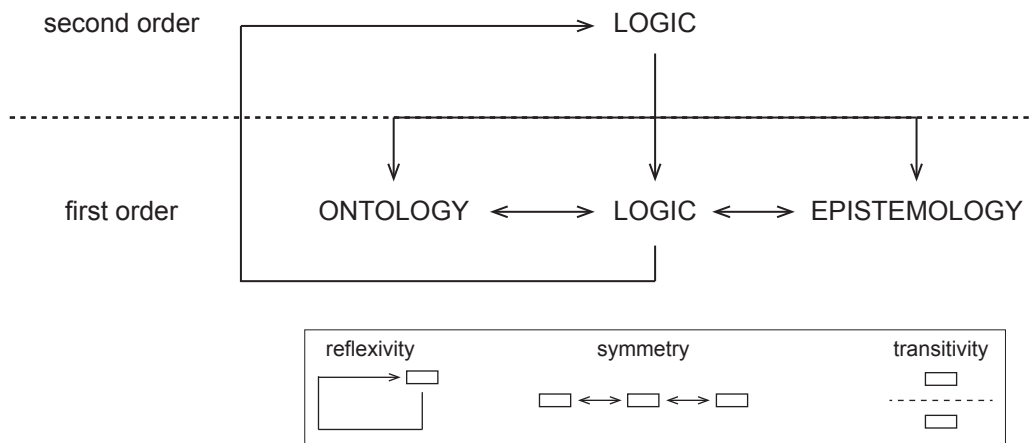 second order LOGIC
first order ONTOLOGY LOGIC EPISTEMOLOGY
reflexivity symmetry transitivity